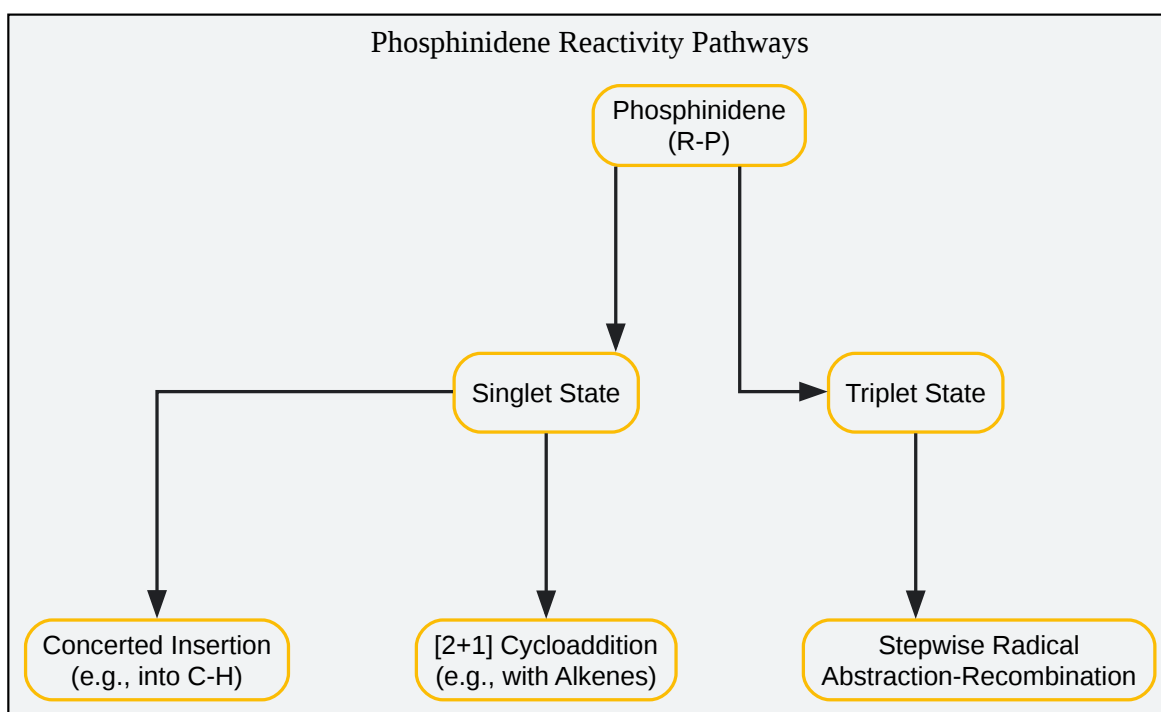 Phosphinidene Reactivity Pathways
Phosphinidene
(R-P)
Singlet State
Triplet State
Concerted Insertion
(e.g., into C-H)
[2+1] Cycloaddition
(e.g., with Alkenes)
Stepwise Radical
Abstraction-Recombination